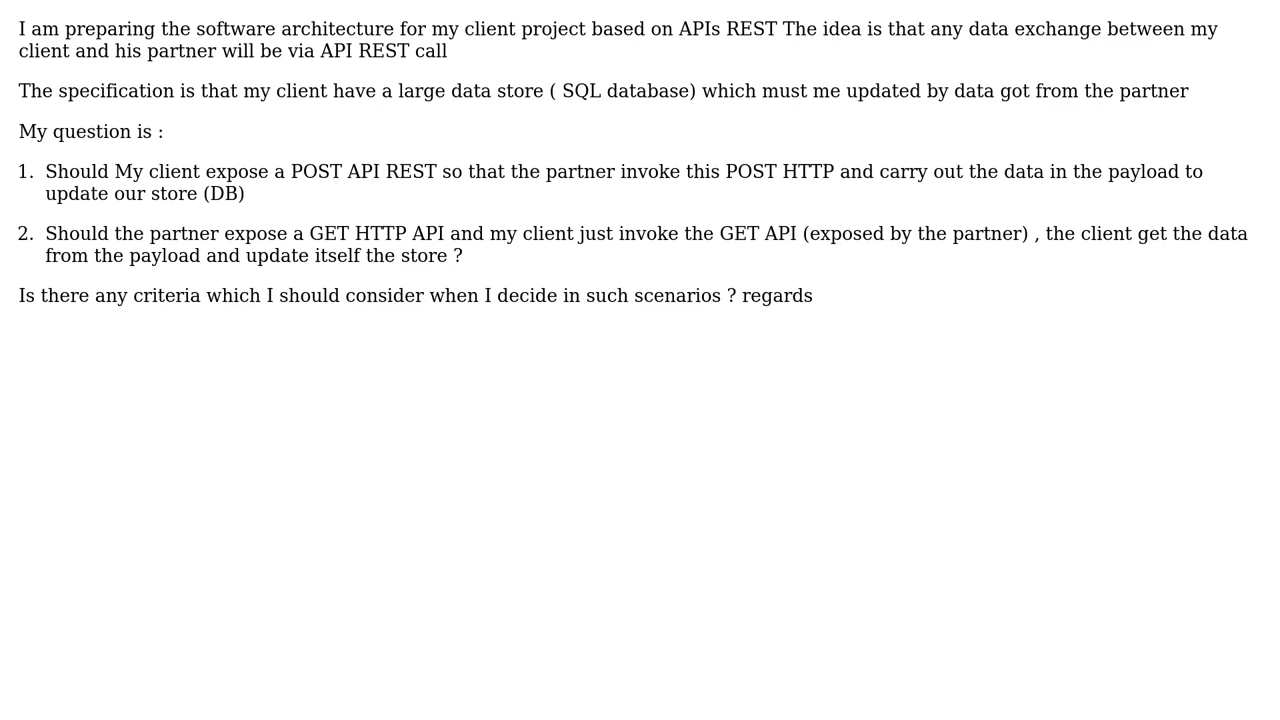 I am preparing the software architecture for my client project based on APIs REST The idea is that any data exchange between my
client and his partner will be via API REST call
The specification is that my client have a large data store ( SQL database) which must me updated by data got from the partner
My question is :
1. Should My client expose a POST API REST so that the partner invoke this POST HTTP and carry out the data in the payload to
update our store (DB)
2. Should the partner expose a GET HTTP API and my client just invoke the GET API (exposed by the partner) , the client get the data
from the payload and update itself the store ?
Is there any criteria which I should consider when I decide in such scenarios ? regards